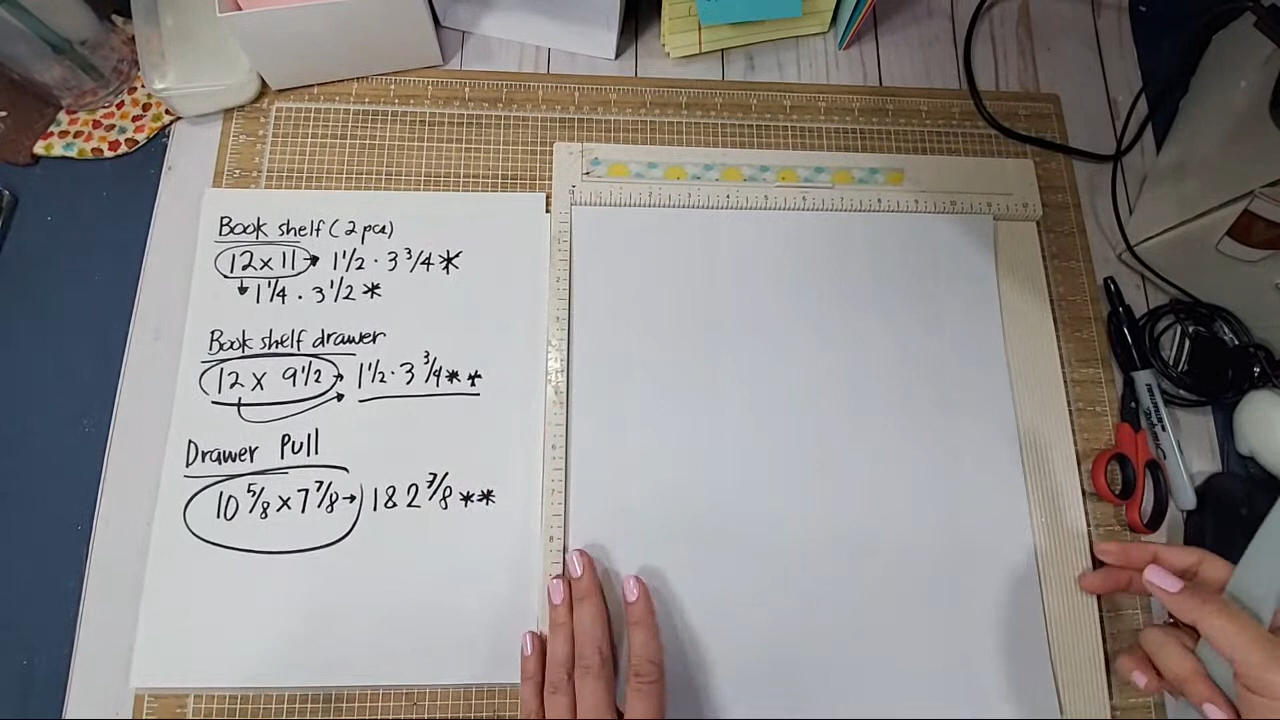 Book shelf (2 pcs)
12 x 11 → 1 1/2 · 3 3/4 *
↓ 1 1/4 · 3 1/2 *
Book shelf drawer
12 x 9 1/2 → 1 1/2 · 3 3/4 * *
Drawer Pull
10 5/8 x 7 7/8 → 1 & 2 3/8 * *